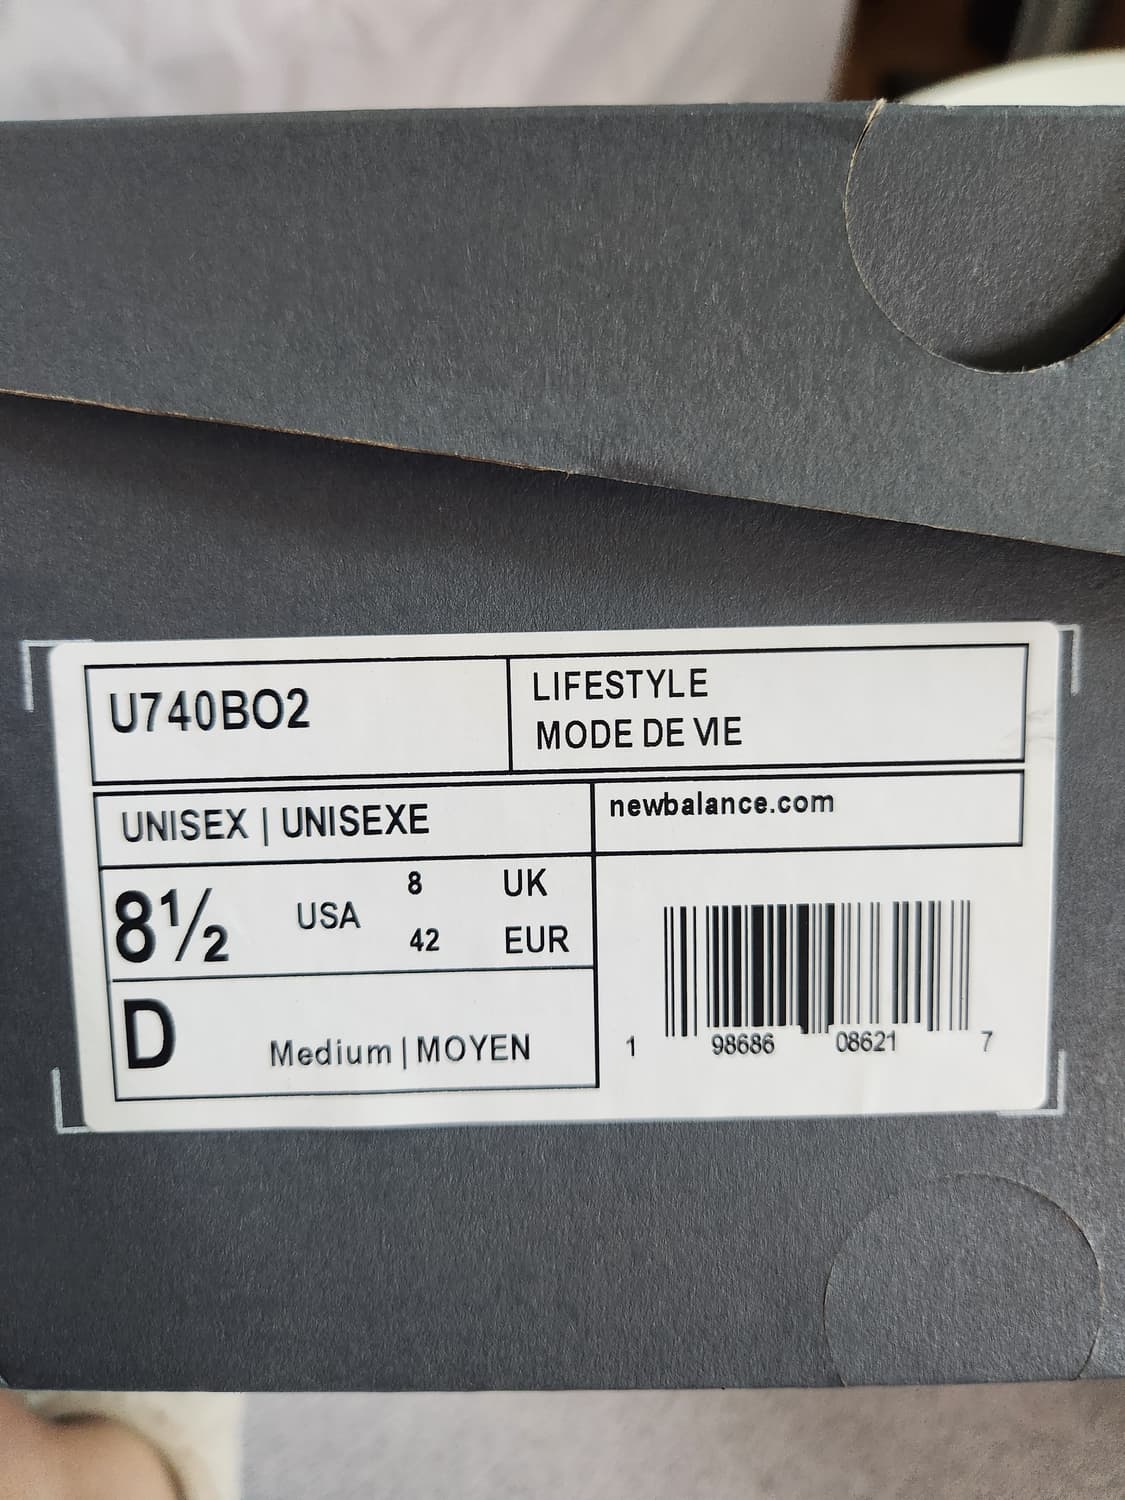 U740BO2
LIFESTYLE
MODE DE VIE
UNISEX | UNISEXE
newbalance.com
8½ USA
8 UK
42 EUR
D Medium | MOYEN
1 98686 08621 7